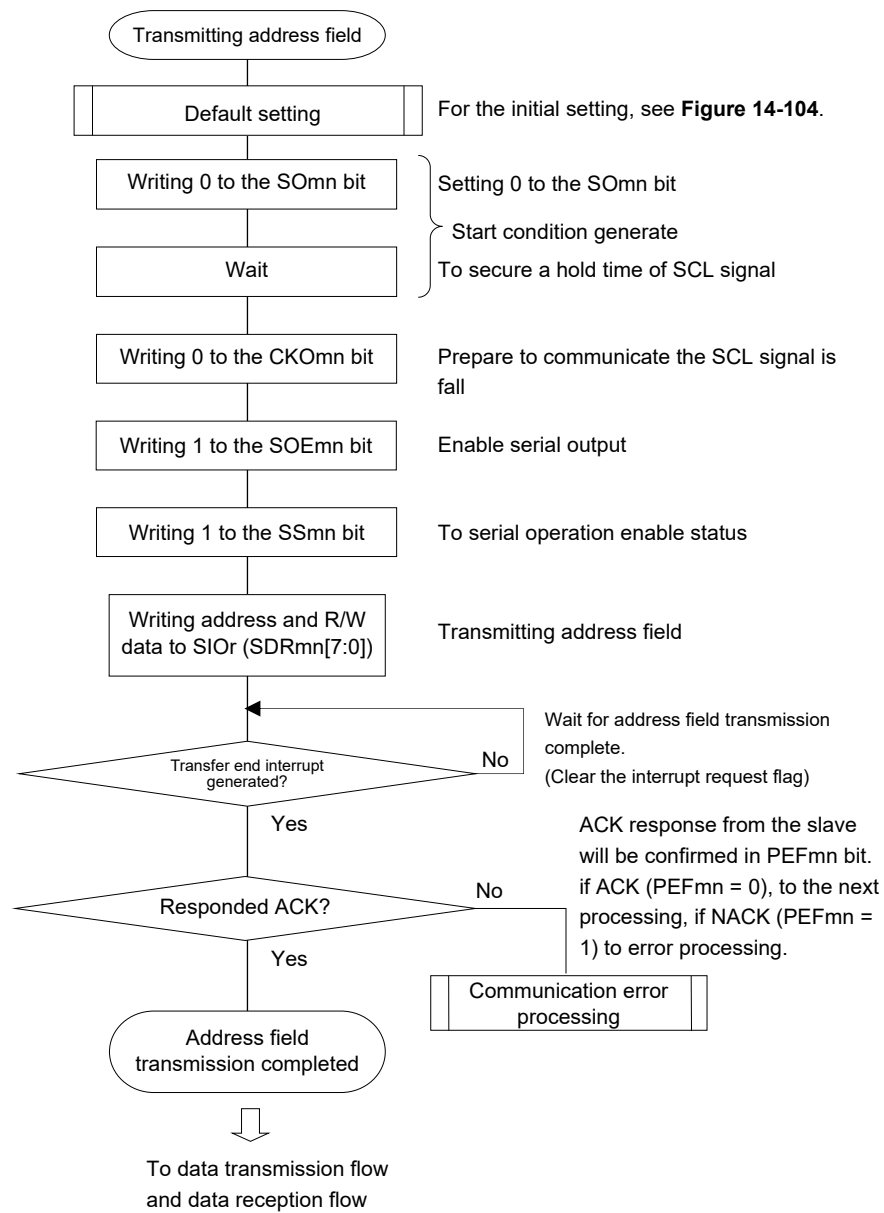 Transmitting address field
Default setting
For the initial setting, see Figure 14-104.
Writing 0 to the SOmn bit
Setting 0 to the SOmn bit
Start condition generate
Wait
To secure a hold time of SCL signal
Writing 0 to the CKOmn bit
Prepare to communicate the SCL signal is
fall
Writing 1 to the SOEmn bit
Enable serial output
Writing 1 to the SSmn bit
To serial operation enable status
Writing address and R/W
data to SIOr (SDRmn[7:0])
Transmitting address field
Wait for address field transmission
complete.
(Clear the interrupt request flag)
Transfer end interrupt
generated?
No
Yes
ACK response from the slave
will be confirmed in PEFmn bit.
if ACK (PEFmn = 0), to the next
processing, if NACK (PEFmn =
1) to error processing.
Responded ACK?
No
Yes
Communication error
processing
Address field
transmission completed
To data transmission flow
and data reception flow